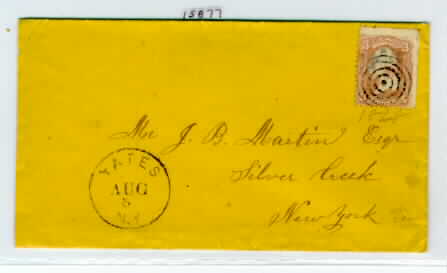 15877
Mr J. B. Martin Esqr
Silver Creek
New York
YATES
AUG
5
N.Y.